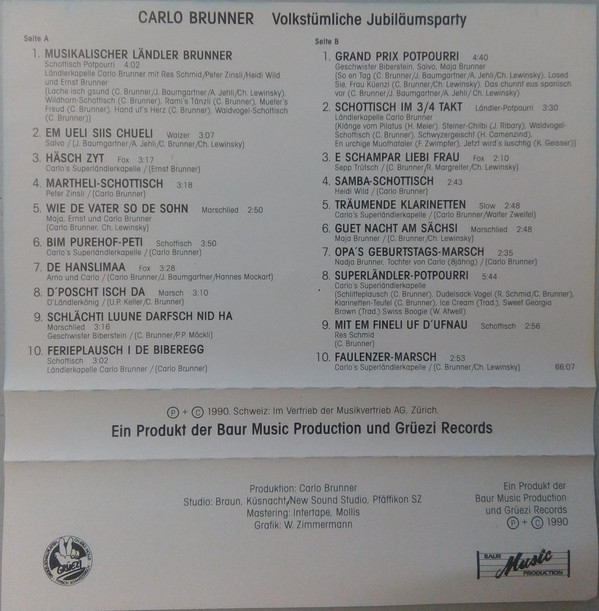 CARLO BRUNNER Volkstümliche Jubiläumsparty
Seite A
1. MUSIKALISCHER LÄNDLER BRUNNER
Schottisch Potpourri 4:02
Ländlerkapelle Carlo Brunner mit Res Schmid/Peter Zinsli/Heidi Wild
und Ernst Brunner
(Lache isch gsund (C. Brunner/J. Baumgartner/A. Jehli/Ch. Lewinsky),
Wildhorn-Schottisch (C. Brunner), Rami's Tänzli (C. Brunner), Mueter's
Freud (C. Brunner), Hand uf's Herz (C. Brunner), Waldvogel-Schottisch
(C. Brunner))
2. EM UELI SIIS CHUELI Walzer 3:07
Salvo / (J. Baumgartner/A. Jehli/C. Brunner/Ch. Lewinsky)
3. HÄSCH ZYT Fox 3:17
Carlo's Superländlerkapelle / (Ernst Brunner)
4. MARTHELI-SCHOTTISCH 3:18
Peter Zinsli / (Carlo Brunner)
5. WIE DE VATER SO DE SOHN Marschlied 2:50
Maja, Ernst und Carlo Brunner
(Carlo Brunner, Ch. Lewinsky)
6. BIM PUREHOF-PETI Schottisch 3:50
Carlo's Superländlerkapelle / (Carlo Brunner)
7. DE HANSLIMAA Fox 3:28
Arno und Carlo / (Carlo Brunner/J. Baumgartner/Hannes Mockart)
8. D'POSCHT ISCH DA Marsch 3:10
O'Länderkönig / (U.P. Keller/C. Brunner)
9. SCHLÄCHTI LUUNE DARFSCH NID HA
Marschlied 3:16
Geschwister Biberstein / (C. Brunner/P.P. Möckli)
10. FERIEPLAUSCH I DE BIBEREGG
Schottisch 3:02
Ländlerkapelle Carlo Brunner / (Carlo Brunner)
Seite B
1. GRAND PRIX POTPOURRI 4:40
Geschwister Biberstein, Salvo, Maja Brunner
(So en Tag (C. Brunner/J. Baumgartner/A. Jehli/Ch. Lewinsky), Losed
Sie, Frau Küenzi (C. Brunner/Ch. Lewinsky), Das chunnt eus spanisch
vor (C. Brunner/J. Baumgartner/A. Jehli/Ch. Lewinsky))
2. SCHOTTISCH IM 3/4 TAKT Ländler-Potpourri 3:30
Ländlerkapelle Carlo Brunner
(Klänge vom Pilatus (H. Meier), Steiner-Chilbi (J. Ribary), Waldvogel-
Schottisch (C. Brunner), Schwyzergeischt (H. Camenzind),
En urchige Muothataler (F. Zwimpfer), Jetzt wird's luschtig (K. Geisser))
3. E SCHAMPAR LIEBI FRAU Fox 2:10
Sepp Trütsch / (C. Brunner/R. Margreiter/Ch. Lewinsky)
4. SAMBA-SCHOTTISCH 2:43
Heidi Wild / (Carlo Brunner)
5. TRÄUMENDE KLARINETTEN Slow 2:48
Carlo's Superländlerkapelle / (Carlo Brunner/Walter Zweifel)
6. GUET NACHT AM SÄCHSI Marschlied 2:48
Maja Brunner / (C. Brunner/Ch. Lewinsky)
7. OPA'S GEBURTSTAGS-MARSCH 2:35
Nadja Brunner, Tochter von Carlo (8jährig) / (Carlo Brunner)
8. SUPERLÄNDLER-POTPOURRI 5:44
Carlo's Superländlerkapelle
(Schlittteplausch (C. Brunner), Dudelsack-Vogel (R. Schmid/C. Brunner),
Klarinetten-Teufel (C. Brunner), Ice Cream (Trad.), Sweet Georgia
Brown (Trad.) Swiss Boogie (W. Atwell)
9. MIT EM FINELI UF D'UFNAU Schottisch 2:56
Res Schmid
(C. Brunner)
10. FAULENZER-MARSCH 2:53
Carlo's Superländlerkapelle / (C. Brunner/Ch. Lewinsky) 66:07
Ⓟ + Ⓒ 1990. Schweiz: Im Vertrieb der Musikvertrieb AG, Zürich.
Ein Produkt der Baur Music Production und Grüezi Records
Produktion: Carlo Brunner
Studio: Braun, Küsnacht/New Sound Studio, Pfäffikon SZ
Mastering: Intertape, Mollis
Grafik: W. Zimmermann
Ein Produkt der
Baur Music Production
und Grüezi Records
Ⓟ + Ⓒ 1990
GRÜEZI
BAUR
Music
PRODUCTION